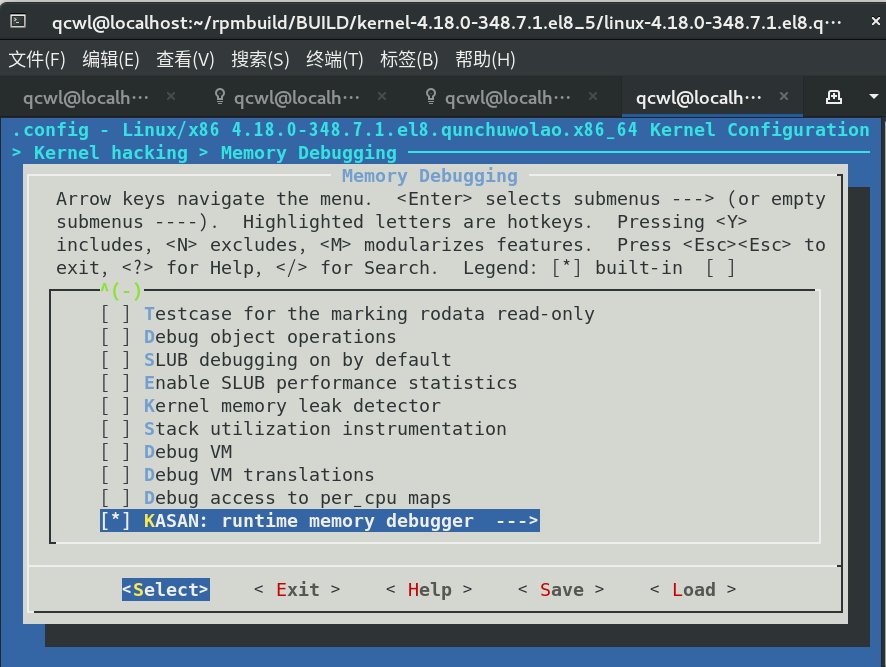 qcwl@localhost:~/rpmbuild/BUILD/kernel-4.18.0-348.7.1.el8_5/linux-4.18.0-348.7.1.el8.q··· ×
文件(F) 编辑(E) 查看(V) 搜索(S) 终端(T) 标签(B) 帮助(H)
qcwl@localh··· × qcwl@localh··· × qcwl@localh··· × qcwl@localh··· ×
.config - Linux/x86 4.18.0-348.7.1.el8.qunchuwolao.x86_64 Kernel Configuration
> Kernel hacking > Memory Debugging
Memory Debugging
Arrow keys navigate the menu.  <Enter> selects submenus ---> (or empty
submenus ----).  Highlighted letters are hotkeys.  Pressing <Y>
includes, <N> excludes, <M> modularizes features.  Press <Esc><Esc> to
exit, <?> for Help, </> for Search.  Legend: [*] built-in  [ ]
^(-)
[ ] Testcase for the marking rodata read-only
[ ] Debug object operations
[ ] SLUB debugging on by default
[ ] Enable SLUB performance statistics
[ ] Kernel memory leak detector
[ ] Stack utilization instrumentation
[ ] Debug VM
[ ] Debug VM translations
[ ] Debug access to per_cpu maps
[*] KASAN: runtime memory debugger  --->
<Select> < Exit > < Help > < Save > < Load >